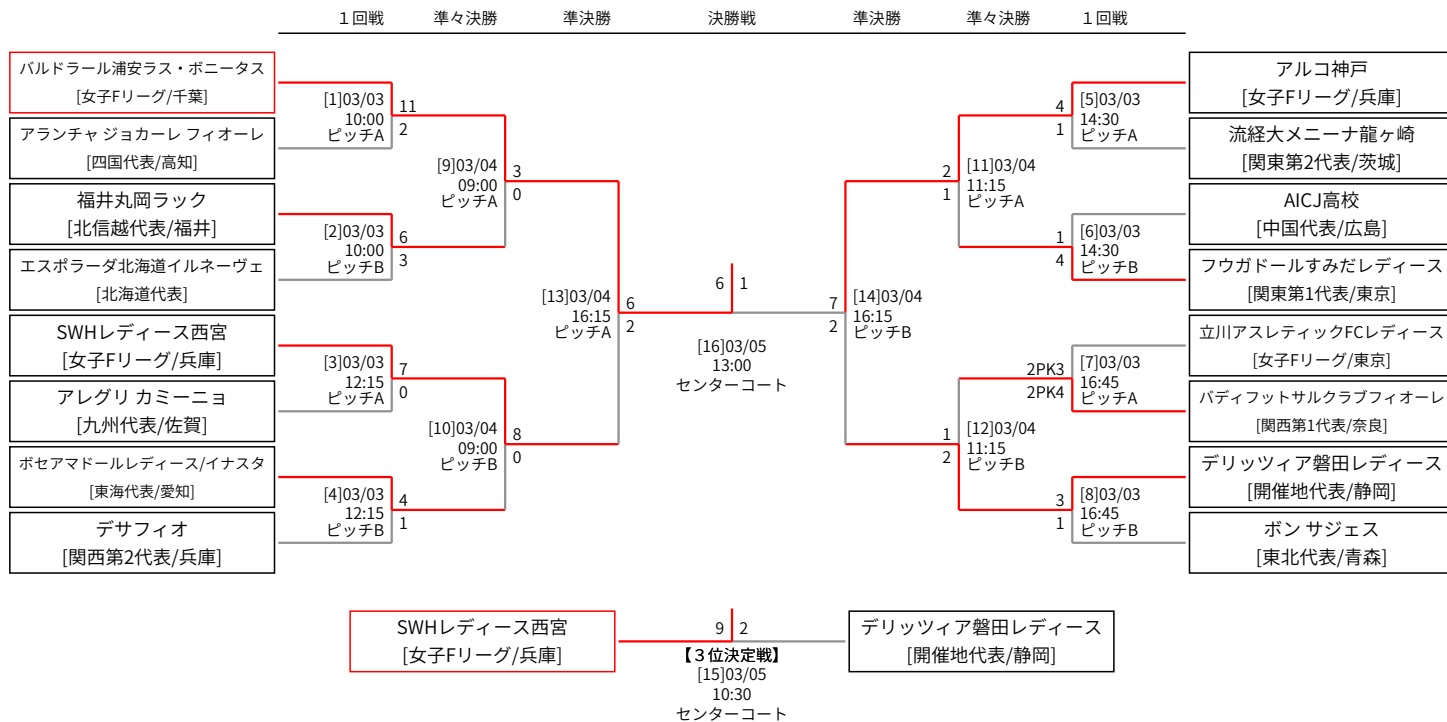 １回戦
準々決勝
準決勝
決勝戦
準決勝
準々決勝
１回戦
バルドラール浦安ラス・ボニータス
[女子Fリーグ/千葉]
アランチャ ジョカーレ フィオーレ
[四国代表/高知]
福井丸岡ラック
[北信越代表/福井]
エスポラーダ北海道イルネーヴェ
[北海道代表]
SWHレディース西宮
[女子Fリーグ/兵庫]
アレグリ カミーニョ
[九州代表/佐賀]
ボセアマドールレディース/イナスタ
[東海代表/愛知]
デサフィオ
[関西第2代表/兵庫]
[1]03/03
10:00
ピッチA
11
2
[2]03/03
10:00
ピッチB
6
3
[3]03/03
12:15
ピッチA
7
0
[4]03/03
12:15
ピッチB
4
1
[9]03/04
09:00
ピッチA
3
0
[10]03/04
09:00
ピッチB
8
0
[13]03/04
16:15
ピッチA
6
2
6
1
[16]03/05
13:00
センターコート
7
2
[14]03/04
16:15
ピッチB
2
1
[11]03/04
11:15
ピッチA
1
2
[12]03/04
11:15
ピッチB
4
1
[5]03/03
14:30
ピッチA
1
4
[6]03/03
14:30
ピッチB
2PK3
2PK4
[7]03/03
16:45
ピッチA
3
1
[8]03/03
16:45
ピッチB
アルコ神戸
[女子Fリーグ/兵庫]
流経大メニーナ龍ヶ崎
[関東第2代表/茨城]
AICJ高校
[中国代表/広島]
フウガドールすみだレディース
[関東第1代表/東京]
立川アスレティックFCレディース
[女子Fリーグ/東京]
バディフットサルクラブフィオーレ
[関西第1代表/奈良]
デリッツィア磐田レディース
[開催地代表/静岡]
ボン サジェス
[東北代表/青森]
SWHレディース西宮
[女子Fリーグ/兵庫]
9
2
【３位決定戦】
[15]03/05
10:30
センターコート
デリッツィア磐田レディース
[開催地代表/静岡]